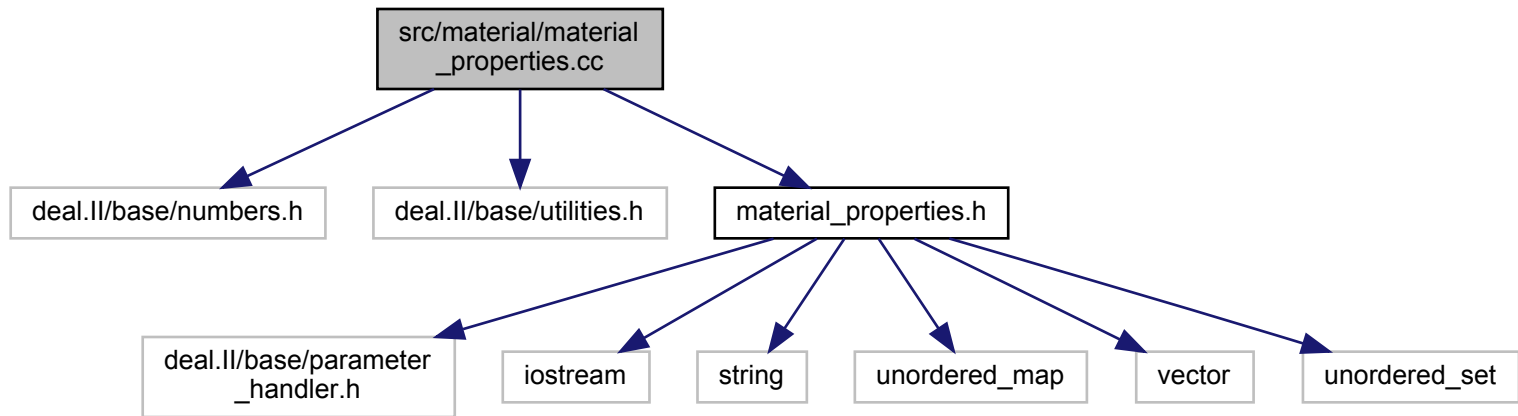 src/material/material
_properties.cc
deal.II/base/numbers.h
deal.II/base/utilities.h
material_properties.h
deal.II/base/parameter
_handler.h
iostream
string
unordered_map
vector
unordered_set